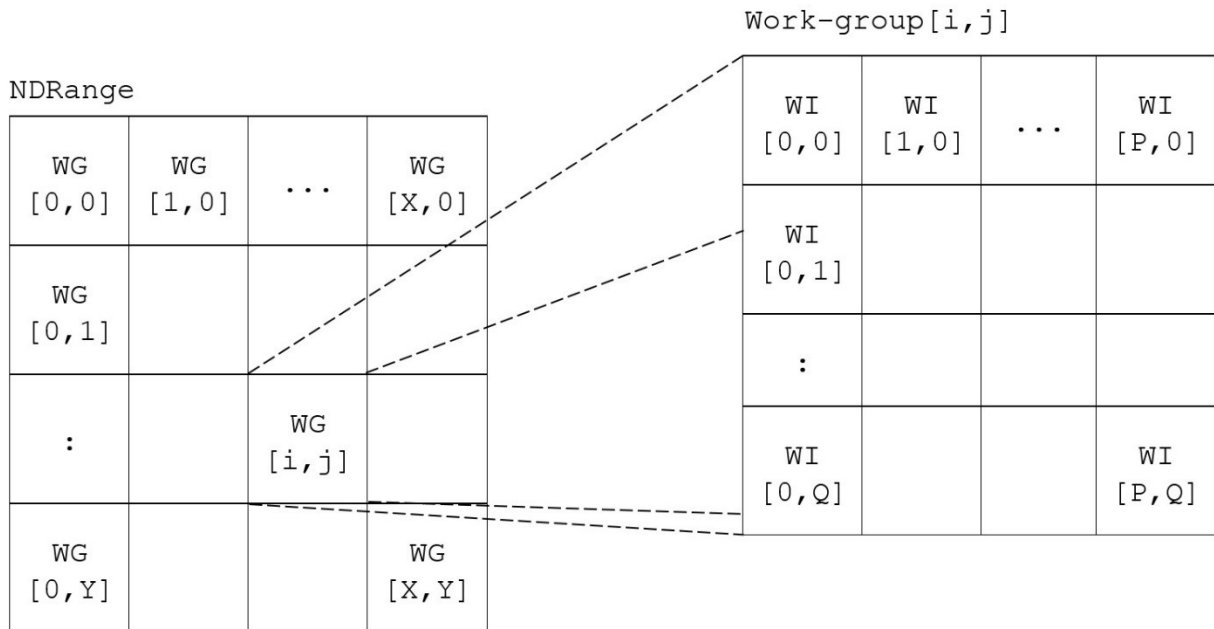 NDRange
WG WG ... WG
[0,0] [1,0] [X,0]
WG
[0,1]
: WG
[i,j]
WG WG
[0,Y] [X,Y]
Work-group[i,j]
WI WI ... WI
[0,0] [1,0] [P,0]
WI
[0,1]
:
WI WI
[0,Q] [P,Q]